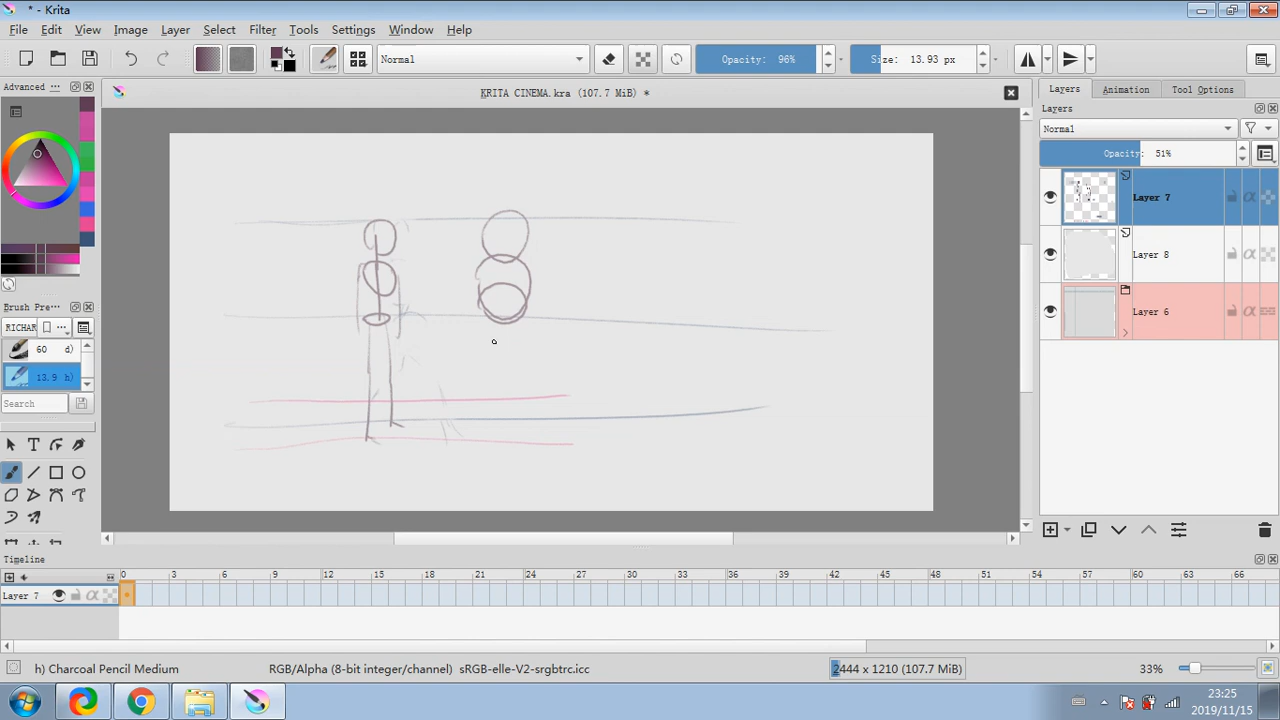 * - Krita
File Edit View Image Layer Select Filter Tools Settings Window Help
Normal
Opacity: 96%
Size: 13.93 px
Advanced ...
KRITA CINEMA.kra (107.7 MiB) *
Layers Animation Tool Options
Layers
Normal
Opacity: 51%
Layer 7
Layer 8
Layer 6
Brush Pre...
RICHAR ...
60 d)
13.9 h)
Search
Timeline
0 3 6 9 12 15 18 21 24 27 30 33 36 39 42 45 48 51 54 57 60 63 66
Layer 7
h) Charcoal Pencil Medium
RGB/Alpha (8-bit integer/channel) sRGB-elle-V2-srgbtrc.icc
2444 x 1210 (107.7 MiB)
33%
23:25
2019/11/15